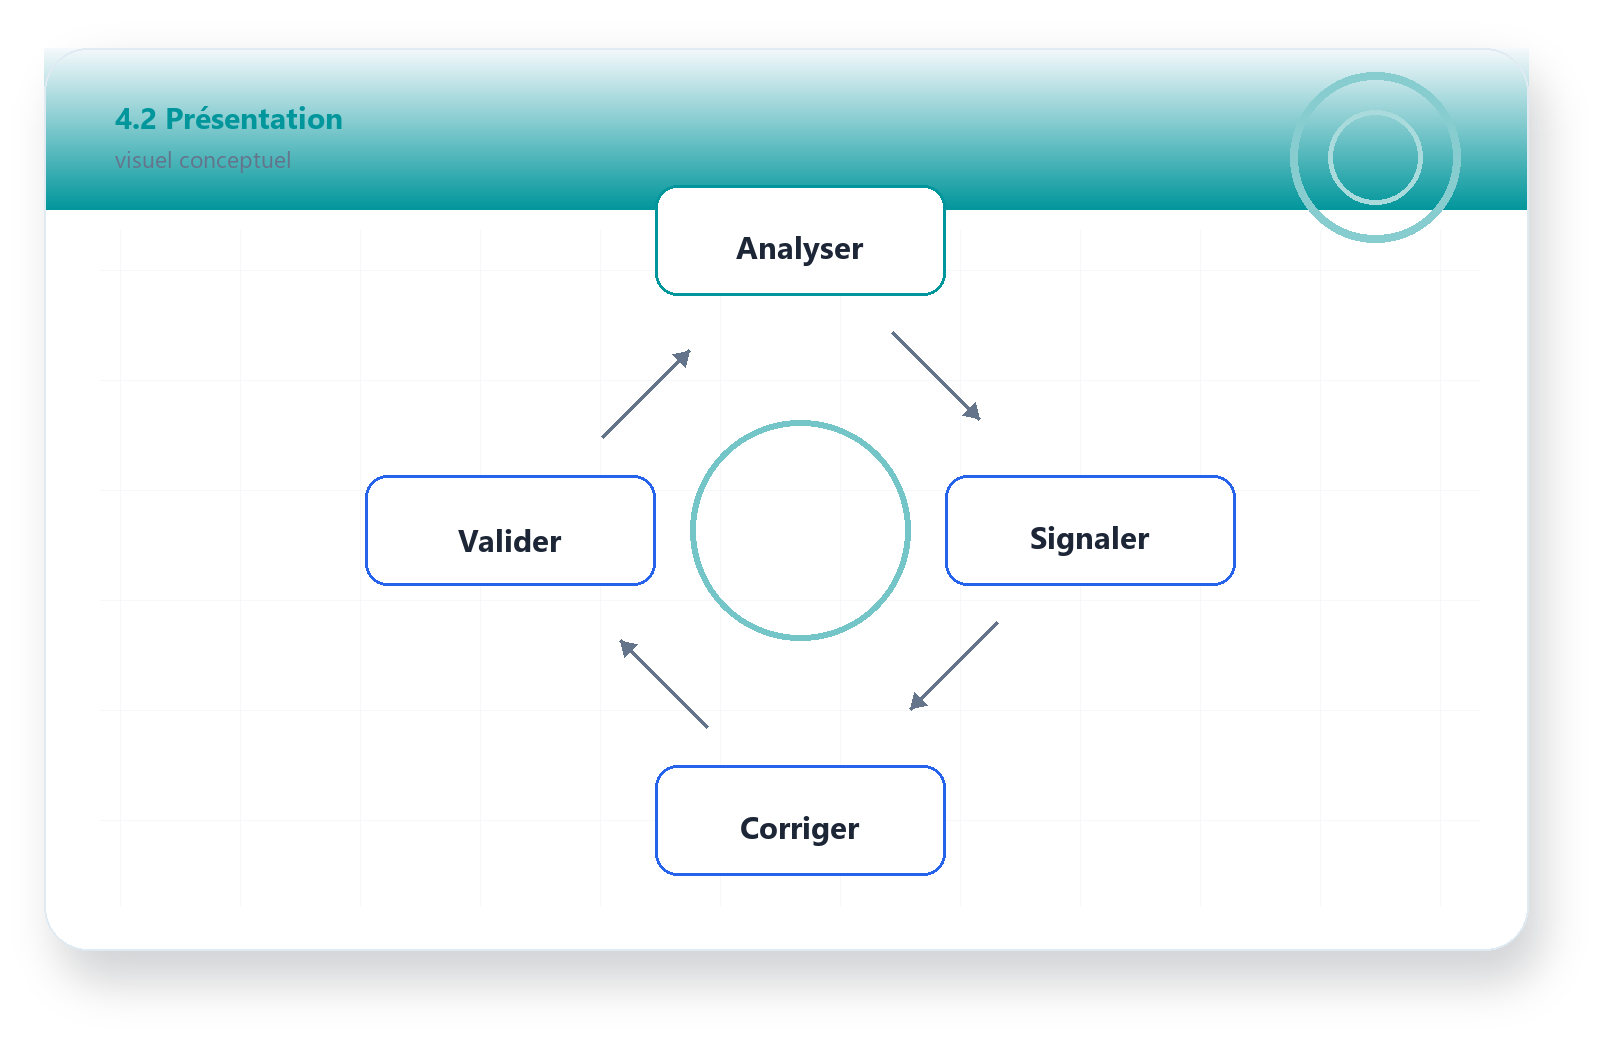 4.2 Présentation
visuel conceptuel
Analyser
Valider
Signaler
Corriger